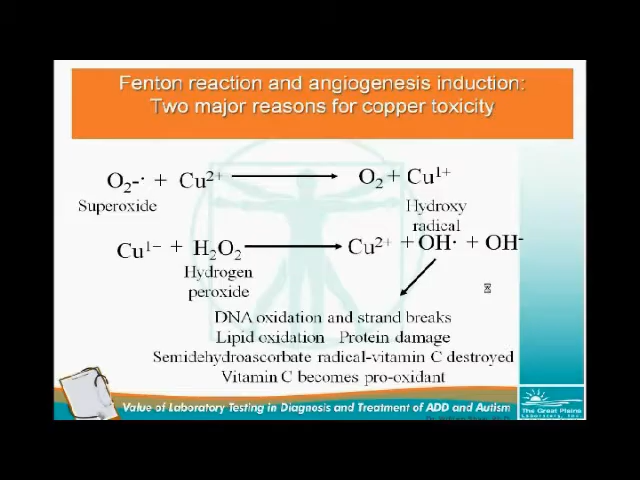 Fenton reaction and angiogenesis induction:
Two major reasons for copper toxicity
O₂-· + Cu²⁺ O₂ + Cu¹⁺
Superoxide
Hydroxy
radical
Cu¹⁻ + H₂O₂ Cu²⁺ + OH· + OH⁻
Hydrogen
peroxide
DNA oxidation and strand breaks
Lipid oxidation Protein damage
Semidehydroascorbate radical-vitamin C destroyed
Vitamin C becomes pro-oxidant
Value of Laboratory Testing in Diagnosis and Treatment of ADD and Autism
The Great Plains
Laboratory, Inc.